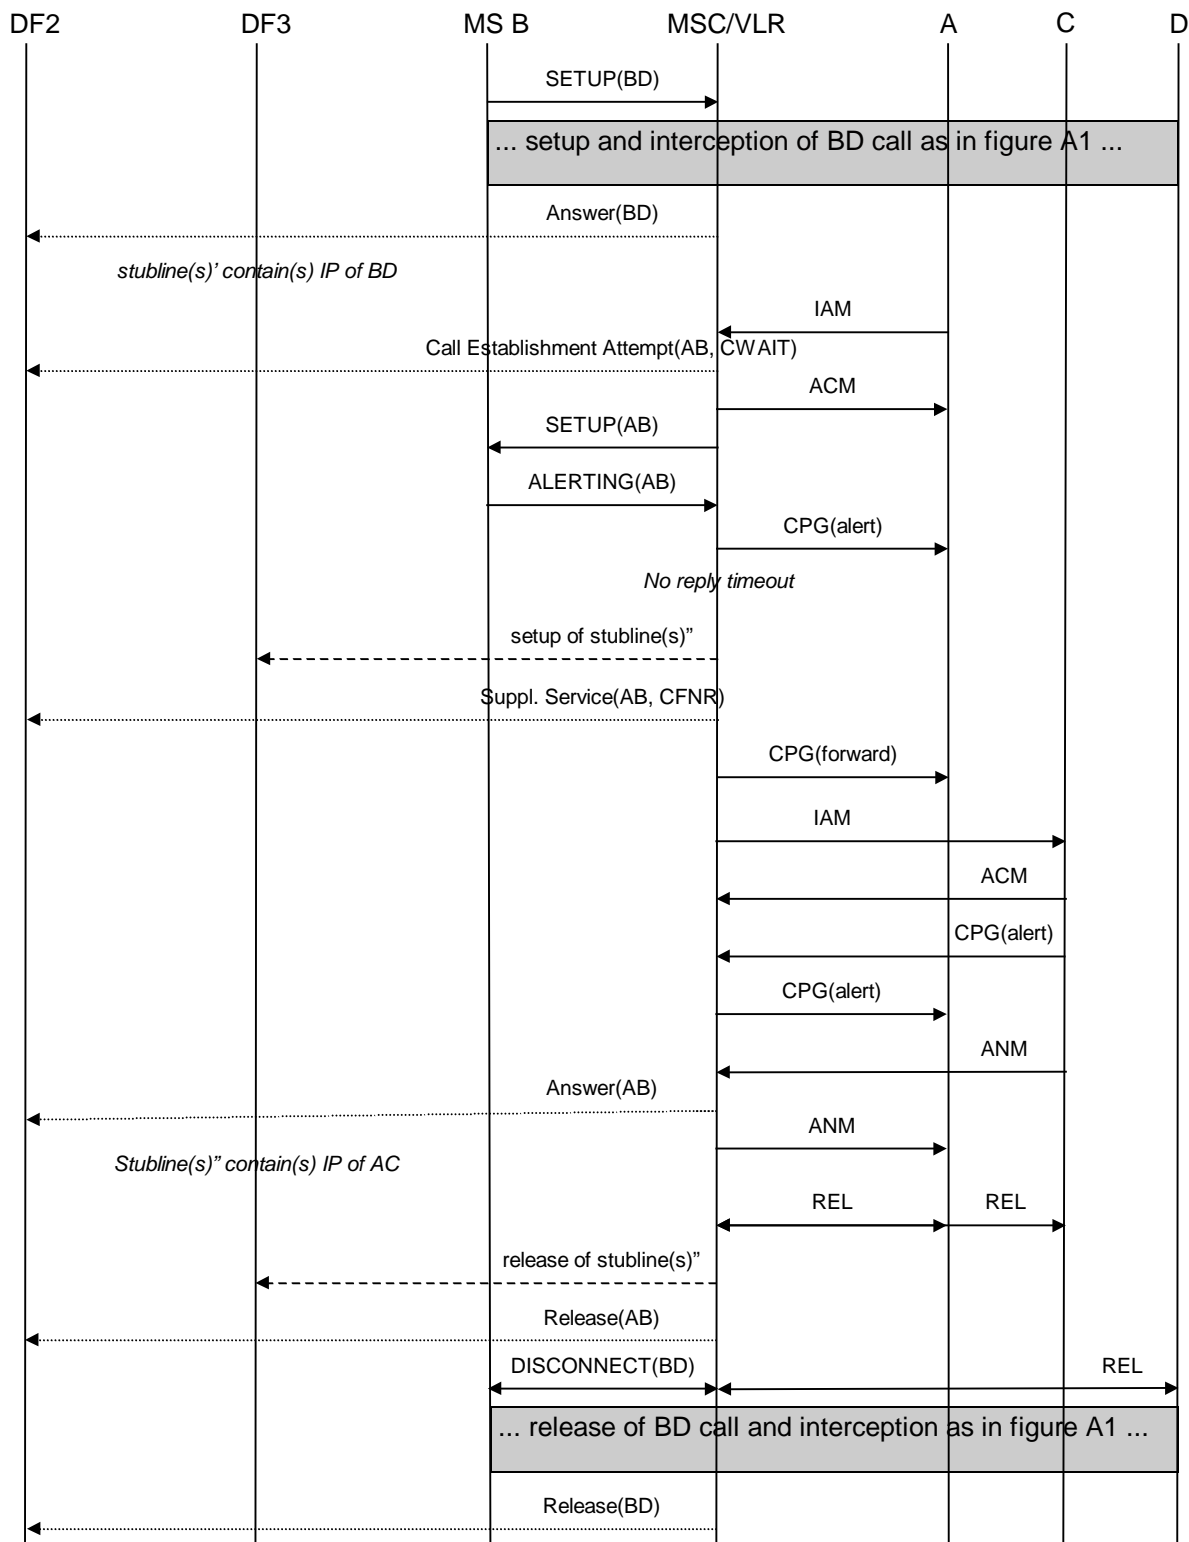 DF2 DF3 MS B MSC/VLR A C D
SETUP(BD)
... setup and interception of BD call as in figure A1 ...
Answer(BD)
stubline(s)’ contain(s) IP of BD
IAM
Call Establishment Attempt(AB, CWAIT)
ACM
SETUP(AB)
ALERTING(AB)
CPG(alert)
No reply timeout
setup of stubline(s)”
Suppl. Service(AB, CFNR)
CPG(forward)
IAM
ACM
CPG(alert)
CPG(alert)
ANM
Answer(AB)
ANM
Stubline(s)” contain(s) IP of AC
REL REL
release of stubline(s)”
Release(AB)
DISCONNECT(BD) REL
... release of BD call and interception as in figure A1 ...
Release(BD)